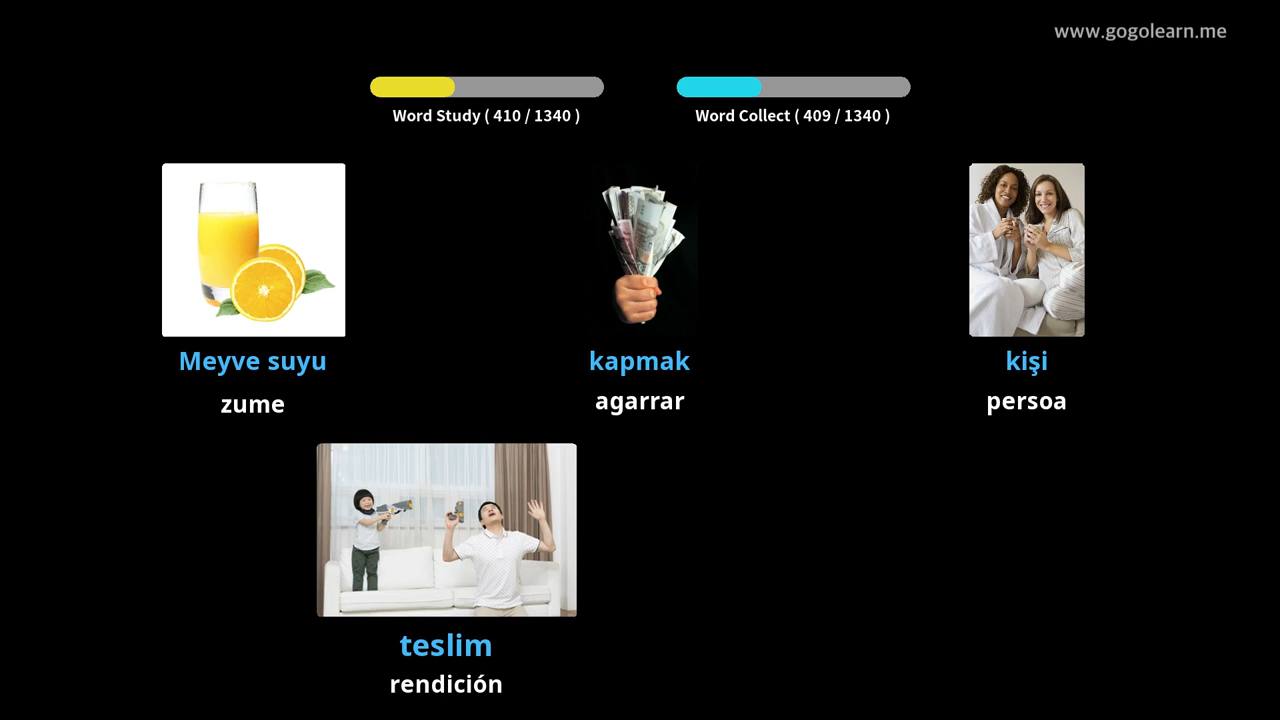 www.gogolearn.me
Word Study ( 410 / 1340 )
Word Collect ( 409 / 1340 )
Meyve suyu
zume
kapmak
agarrar
kişi
persoa
teslim
rendición